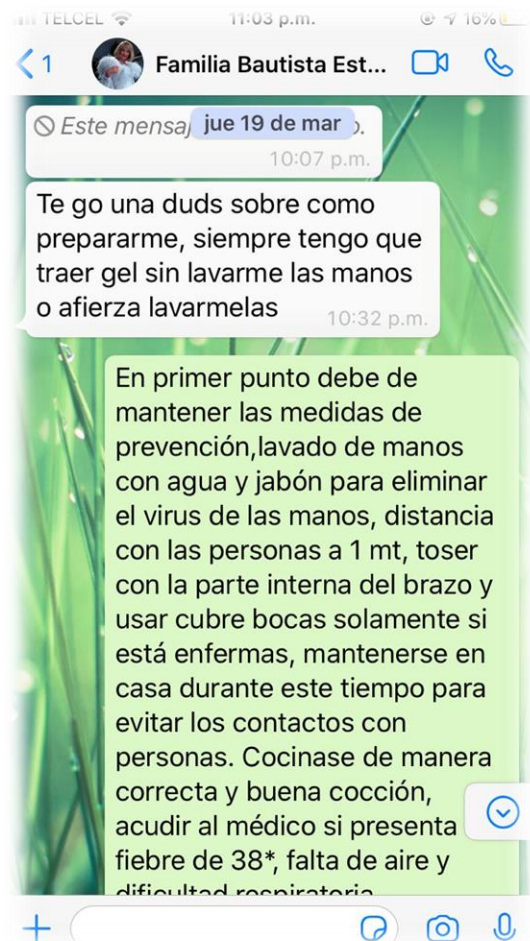 TELCEL 11:03 p.m. 16%
1 Familia Bautista Est...
jue 19 de mar
Este
10:07 p.m.
Te go una duds sobre como
prepararme, siempre tengo que
traer gel sin lavarme las manos
o afierza lavarmelas
10:32 p.m.
En primer punto debe de
mantener las medidas de
prevención,lavado de manos
con agua y jabón para eliminar
el virus de las manos, distancia
con las personas a 1 mt, toser
con la parte interna del brazo y
usar cubre bocas solamente si
está enfermas, mantenerse en
casa durante este tiempo para
evitar los contactos con
personas. Cocinase de manera
correcta y buena cocción,
acudir al médico si presenta
fiebre de 38*, falta de aire y
dificultad respiratoria